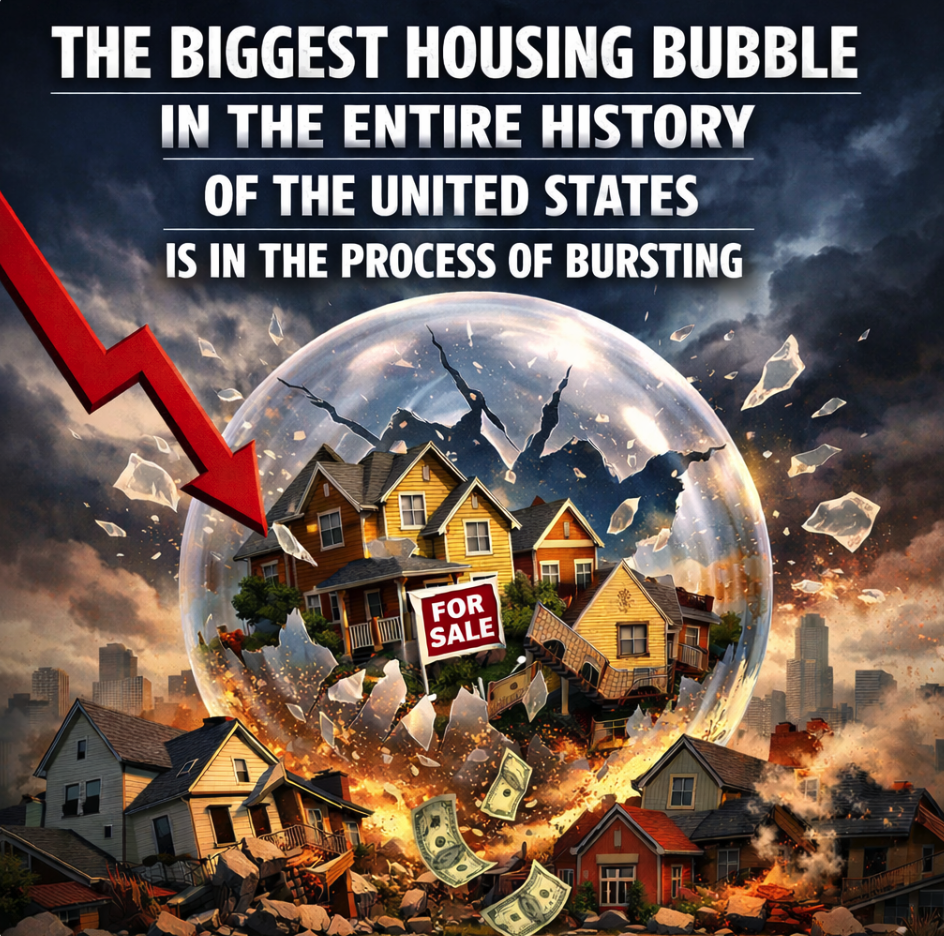 THE BIGGEST HOUSING BUBBLE
IN THE ENTIRE HISTORY
OF THE UNITED STATES
IS IN THE PROCESS OF BURSTING
FOR
SALE